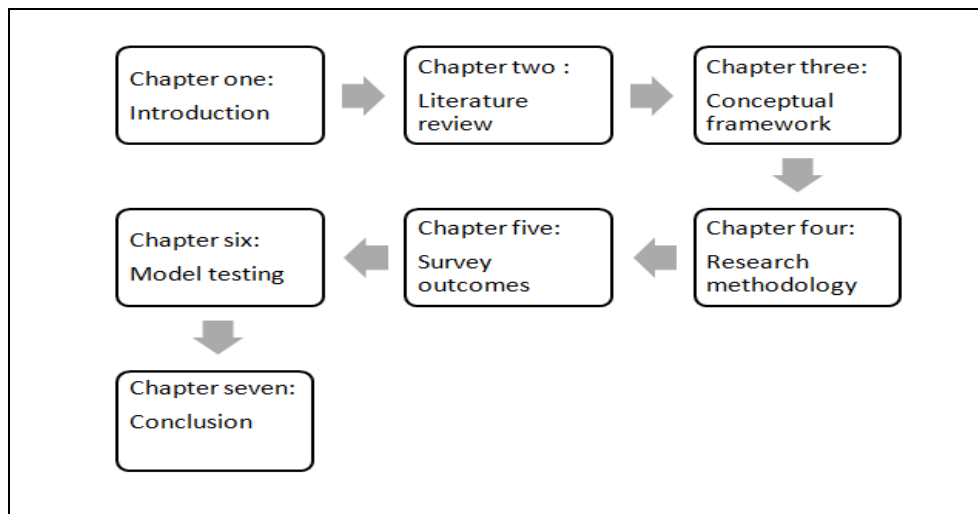 Chapter one:
Introduction
Chapter two :
Literature
review
Chapter three:
Conceptual
framework
Chapter four:
Research
methodology
Chapter five:
Survey
outcomes
Chapter six:
Model testing
Chapter seven:
Conclusion